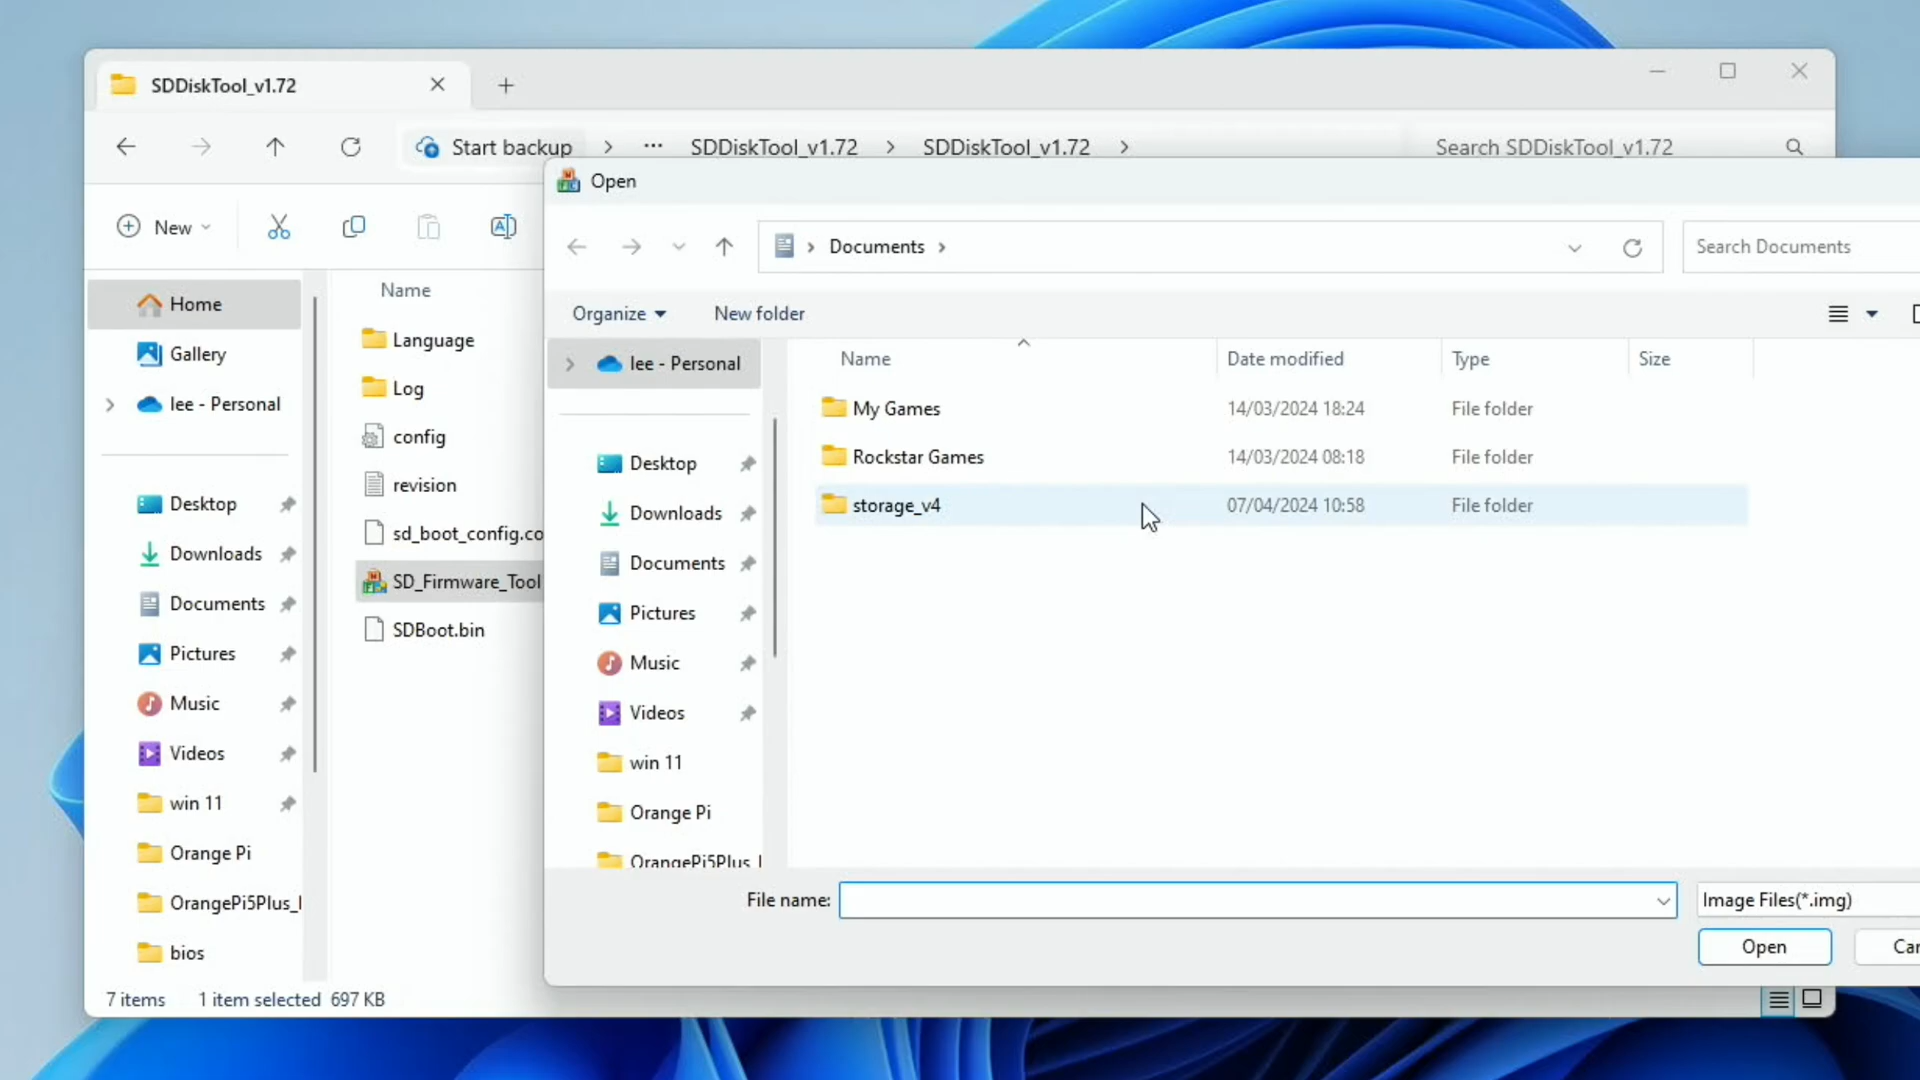 SDDiskTool_v1.72
Start backup
SDDiskTool_v1.72
SDDiskTool_v1.72
Search SDDiskTool_v1.72
New
Home
Gallery
lee - Personal
Desktop
Downloads
Documents
Pictures
Music
Videos
win 11
Orange Pi
OrangePi5Plus_
bios
Name
Language
Log
config
revision
sd_boot_config.co
SD_Firmware_Tool
SDBoot.bin
7 items 1 item selected 697 KB
Open
Documents
Search Documents
Organize New folder
lee - Personal
Desktop
Downloads
Documents
Pictures
Music
Videos
win 11
Orange Pi
OrangePi5Plus_
Name Date modified Type Size
My Games 14/03/2024 18:24 File folder
Rockstar Games 14/03/2024 08:18 File folder
storage_v4 07/04/2024 10:58 File folder
File name:
Image Files(*.img)
Open
Can